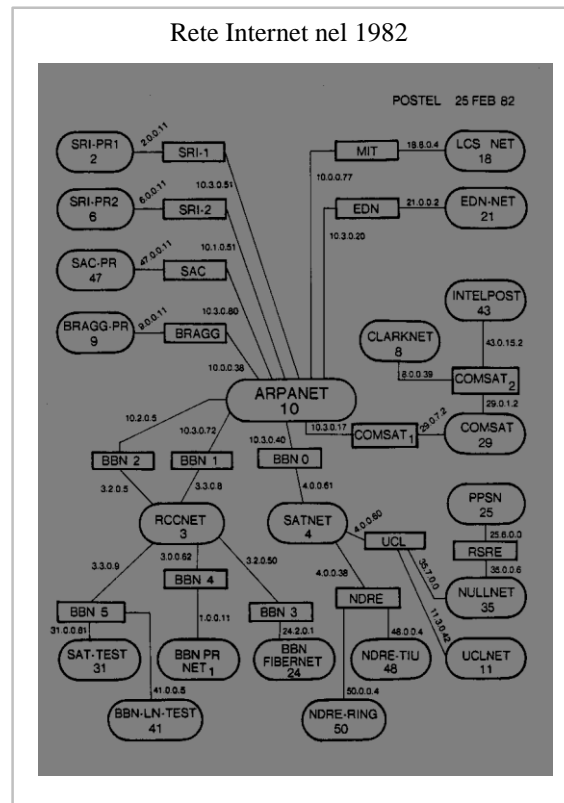 Rete Internet nel 1982
POSTEL 25 FEB 82
SRI-PR1
2
2.0.0.11
SRI-1
10.3.0.51
MIT
18.8.0.4
LCS NET
18
10.0.0.77
SRI-PR2
6
6.0.0.11
SRI-2
10.1.0.51
EDN
21.0.0.2
EDN-NET
21
10.3.0.20
SAC-PR
47
47.0.0.11
SAC
10.3.0.80
INTELPOST
43
43.0.15.2
BRAGG-PR
9
9.0.0.11
BRAGG
10.0.0.38
CLARKNET
8
8.0.0.39
COMSAT2
29.0.1.2
ARPANET
10
10.3.0.17
COMSAT1
29.0.7.2
COMSAT
29
10.2.0.5
10.3.0.72
10.3.0.40
BBN 2
BBN 1
BBN 0
3.2.0.5
3.3.0.8
4.0.0.61
PPSN
25
25.6.0.0
RCCNET
3
SATNET
4
4.0.0.60
UCL
RSRE
35.0.0.6
3.3.0.9
3.0.0.62
3.2.0.50
4.0.0.38
35.7.0.0
11.3.0.42
NULLNET
35
BBN 5
BBN 4
BBN 3
NDRE
31.0.0.61
1.0.0.11
24.2.0.1
48.0.0.4
SAT-TEST
31
BBN PR
NET1
BBN
FIBERNET
24
NDRE-TIU
48
UCLNET
11
41.0.0.5
50.0.0.4
BBN-LN-TEST
41
NDRE-RING
50